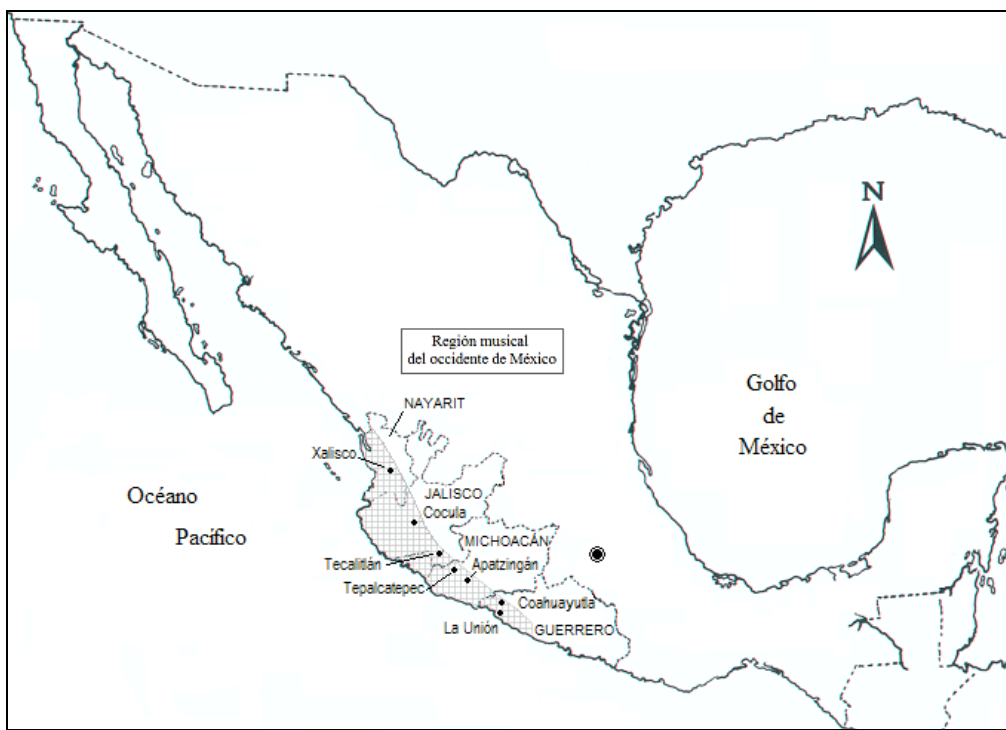 N
Región musical
del occidente de México
Golfo
de
México
NAYARIT
Xalisco
Océano
Pacífico
JALISCO
Cocula
MICHOACÁN
Tecalitlán
Apatzingán
Tepalcatepec
Coahuayutla
La Unión
GUERRERO